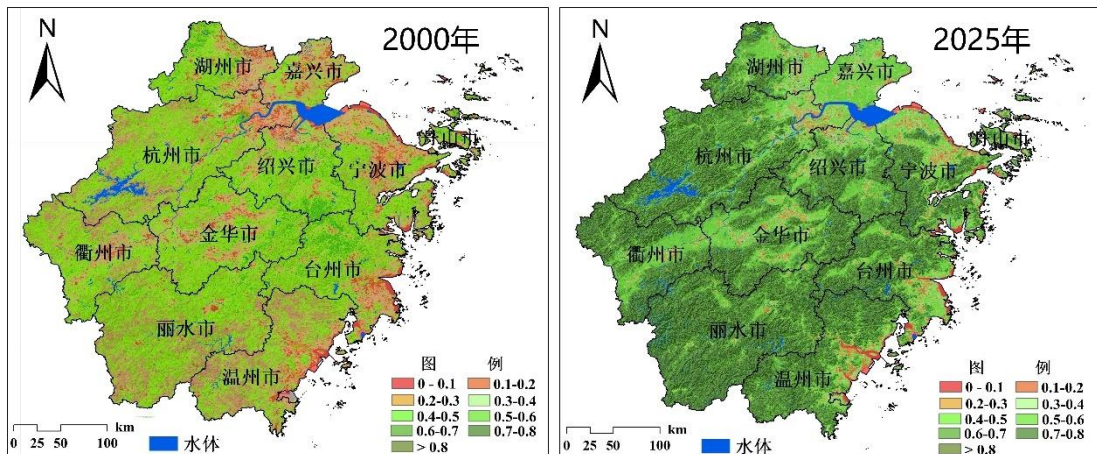 N
2000年
湖州市
嘉兴市
杭州市
绍兴市
宁波市
舟山市
衢州市
金华市
台州市
丽水市
温州市
图 例
0 - 0.1 0.1-0.2
0.2-0.3 0.3-0.4
0.4-0.5 0.5-0.6
0.6-0.7 0.7-0.8
> 0.8
km
0 25 50 100
水体
N
2025年
湖州市
嘉兴市
杭州市
绍兴市
宁波市
舟山市
衢州市
金华市
台州市
丽水市
温州市
图 例
0 - 0.1 0.1-0.2
0.2-0.3 0.3-0.4
0.4-0.5 0.5-0.6
0.6-0.7 0.7-0.8
> 0.8
km
0 25 50 100
水体